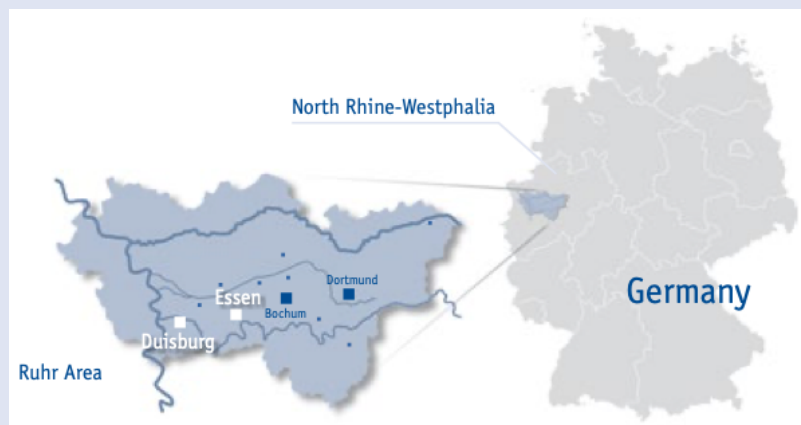 North Rhine-Westphalia
Germany
Dortmund
Essen
Bochum
Duisburg
Ruhr Area